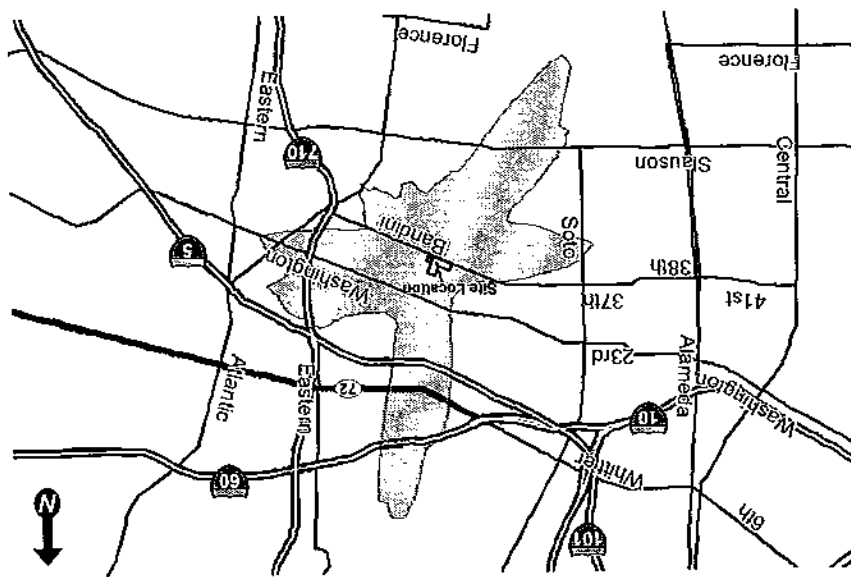 6th
101
Whittier
Washington
10
Alameda
60
72
Eastern
Atlantic
23rd
41st
38th
37th
Site Location
Washington
5
Soto
Bandini
Central
Slauson
710
Eastern
Florence
Florence
N